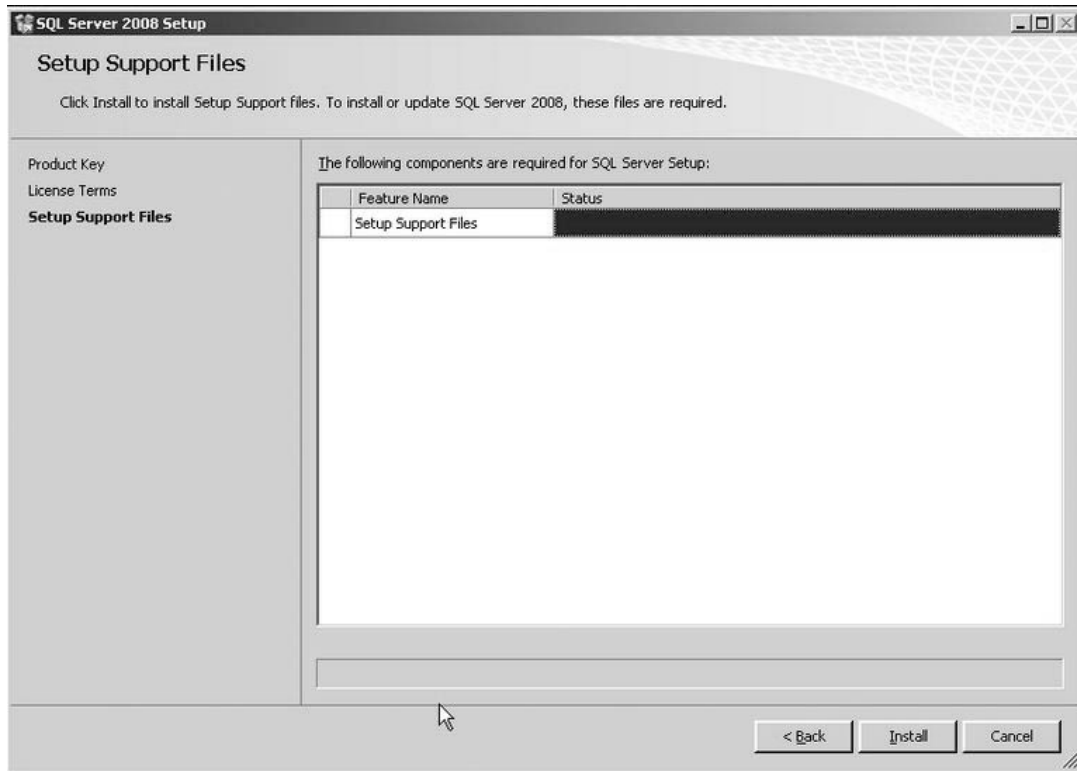 SQL Server 2008 Setup
Setup Support Files
Click Install to install Setup Support files. To install or update SQL Server 2008, these files are required.
Product Key
License Terms
Setup Support Files
The following components are required for SQL Server Setup:
Feature Name Status
Setup Support Files
< Back Install Cancel